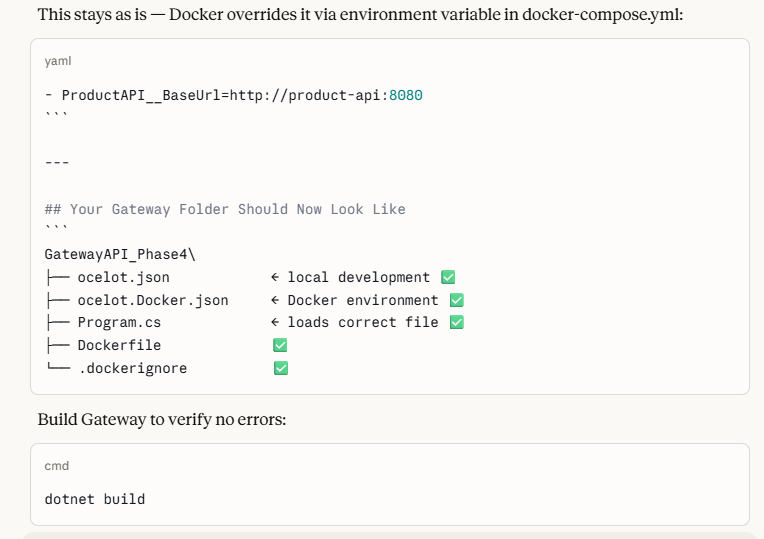 This stays as is — Docker overrides it via environment variable in docker-compose.yml:
yaml
- ProductAPI__BaseUrl=http://product-api:8080
```
---
## Your Gateway Folder Should Now Look Like
```
GatewayAPI_Phase4\
├── ocelot.json            ← local development ✅
├── ocelot.Docker.json     ← Docker environment ✅
├── Program.cs             ← loads correct file ✅
├── Dockerfile             ✅
└── .dockerignore          ✅
Build Gateway to verify no errors:
cmd
dotnet build